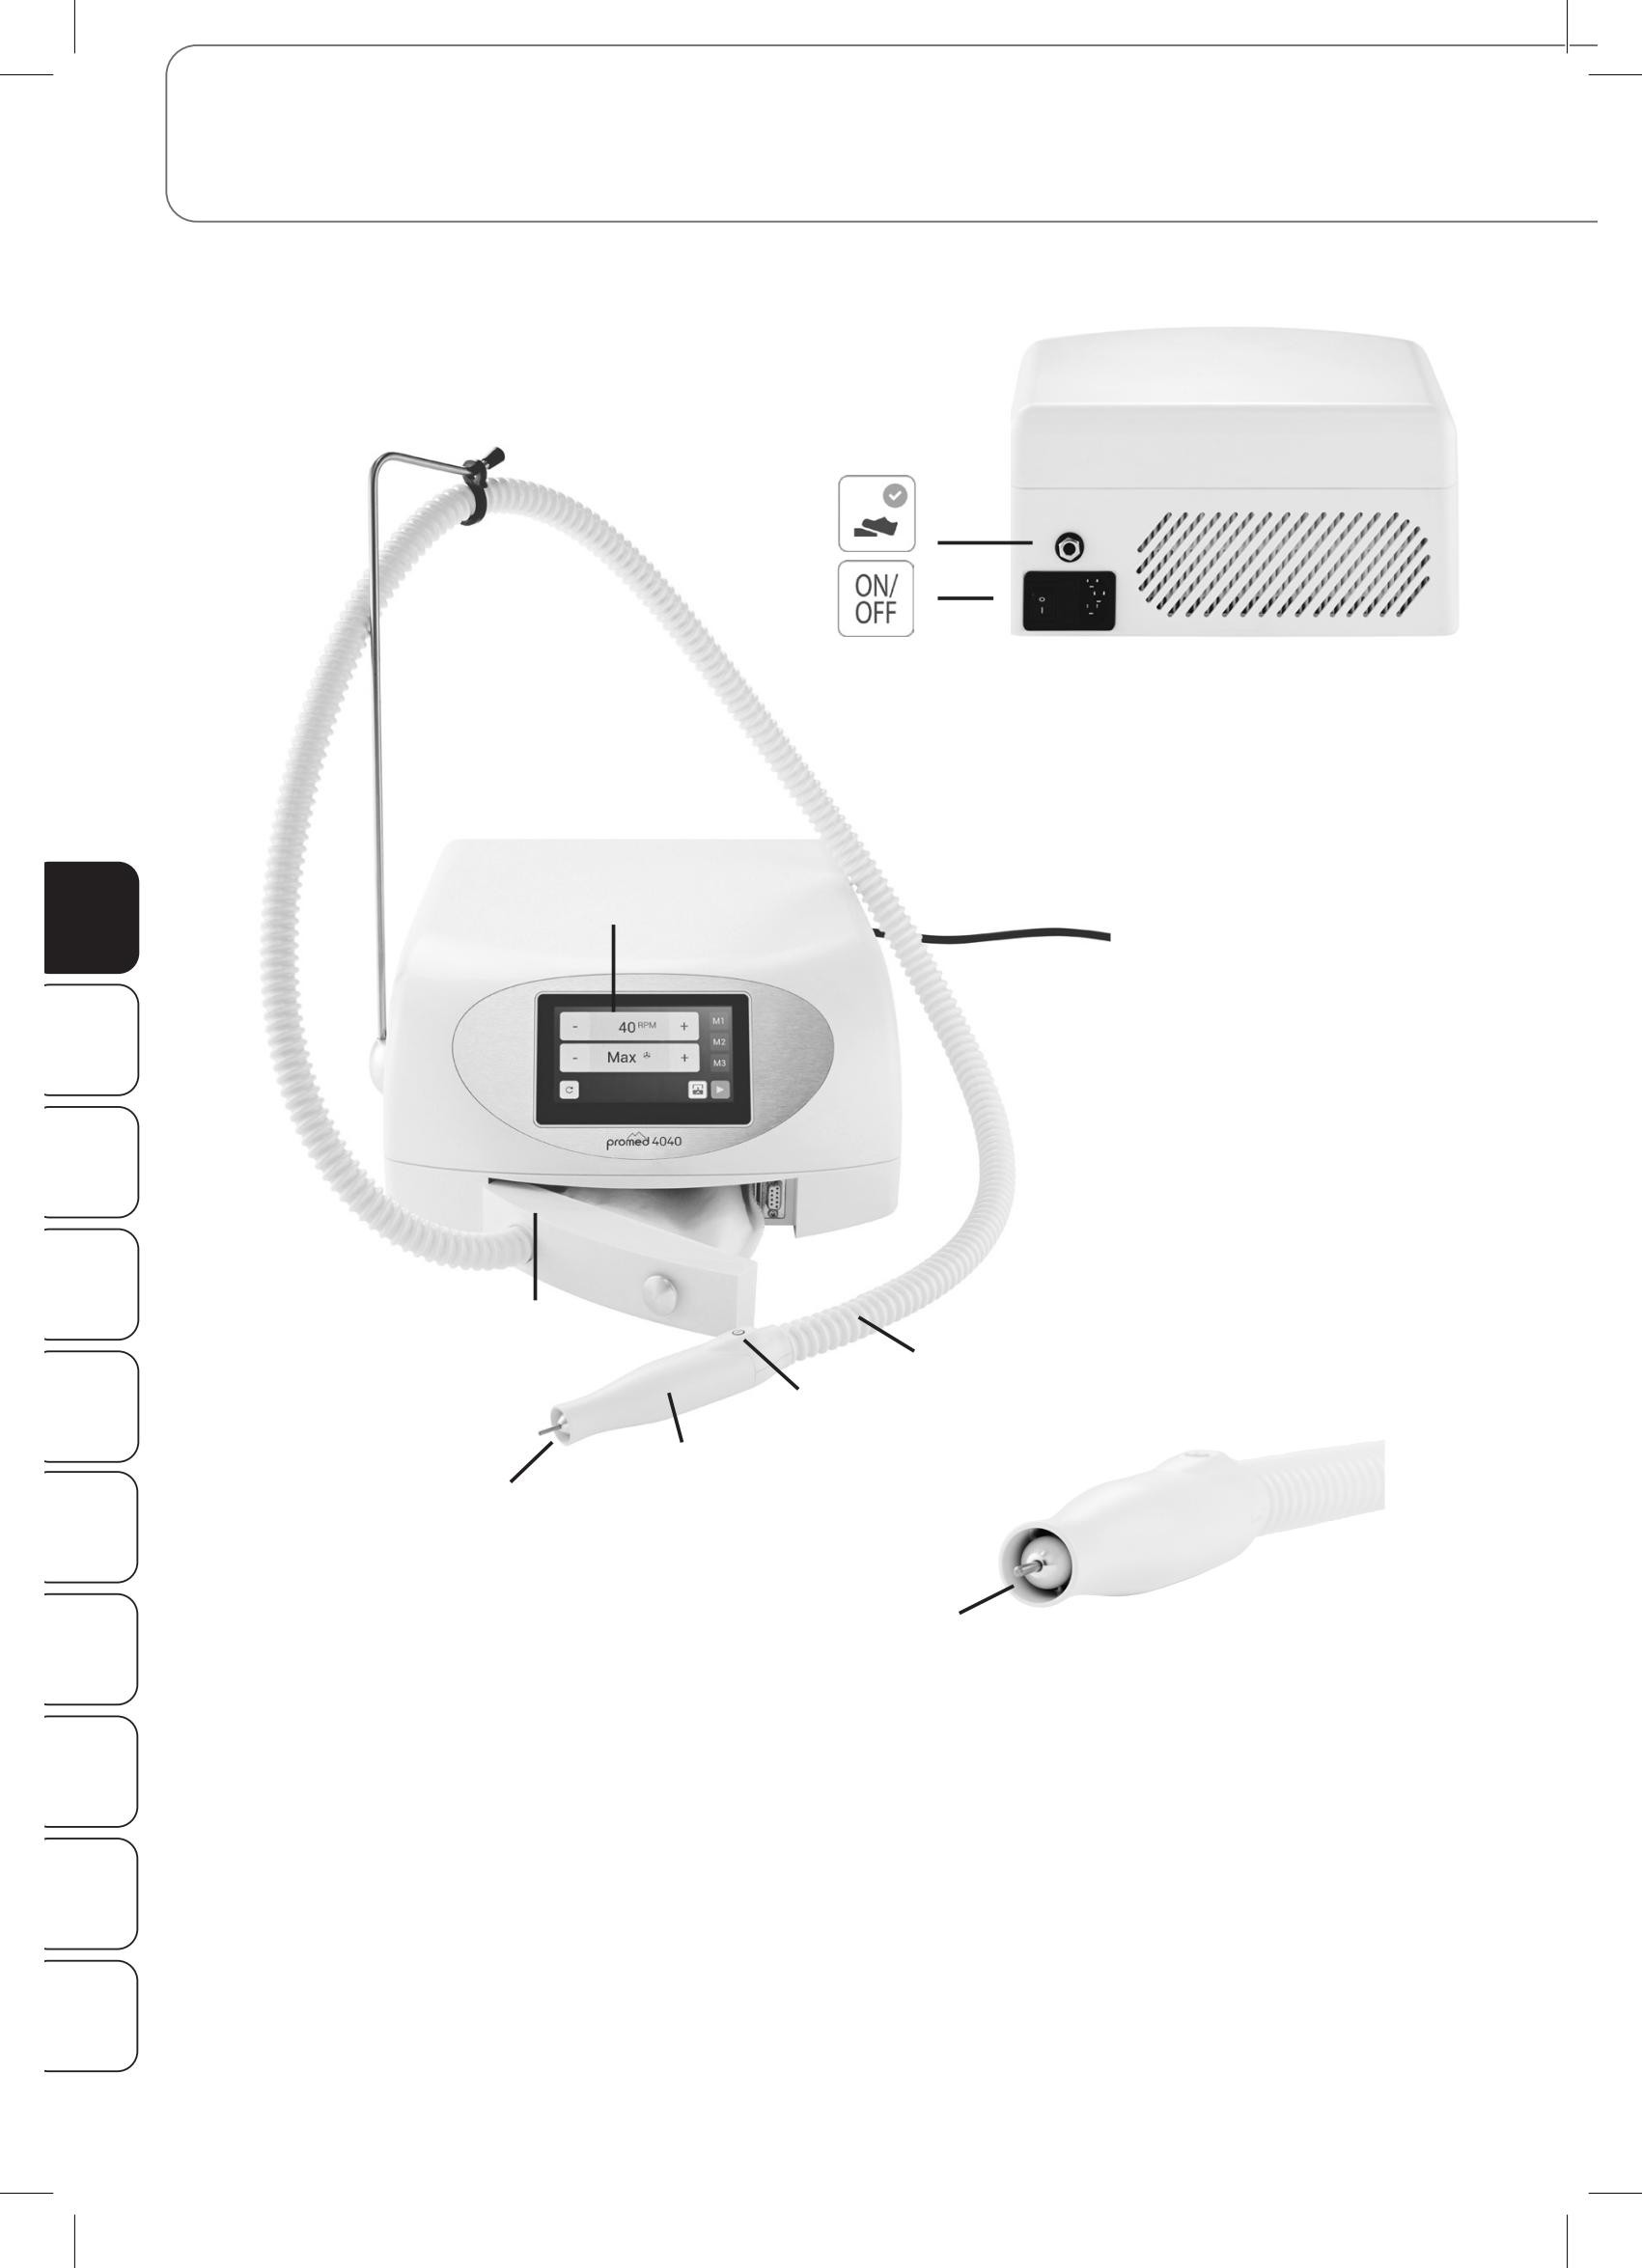 ON/
OFF
- 40 RPM + M1
M2
- Max +
M3
promed 4040